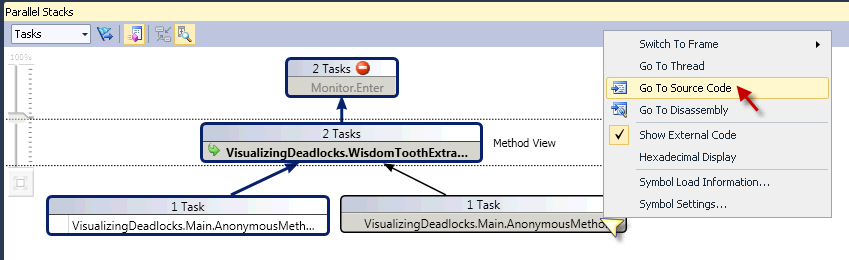 Parallel Stacks
Tasks
100%
2 Tasks
Monitor.Enter
2 Tasks
VisualizingDeadlocks.WisdomToothExtra...
Method View
1 Task
VisualizingDeadlocks.Main.AnonymousMeth...
1 Task
VisualizingDeadlocks.Main.AnonymousMetho...
Switch To Frame
Go To Thread
Go To Source Code
Go To Disassembly
Show External Code
Hexadecimal Display
Symbol Load Information...
Symbol Settings...